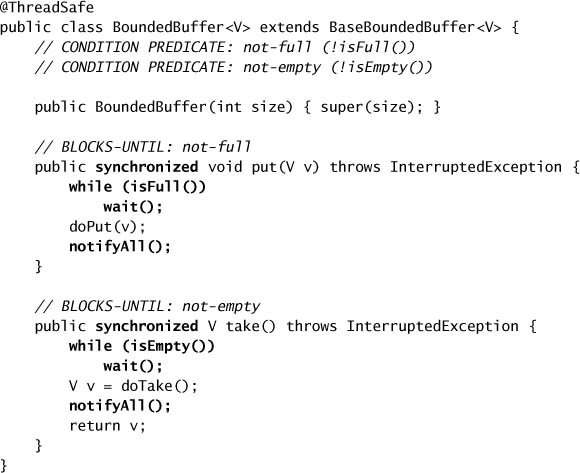 @ThreadSafe
public class BoundedBuffer<V> extends BaseBoundedBuffer<V> {
    // CONDITION PREDICATE: not-full (!isFull())
    // CONDITION PREDICATE: not-empty (!isEmpty())

    public BoundedBuffer(int size) { super(size); }

    // BLOCKS-UNTIL: not-full
    public synchronized void put(V v) throws InterruptedException {
        while (isFull())
            wait();
        doPut(v);
        notifyAll();
    }

    // BLOCKS-UNTIL: not-empty
    public synchronized V take() throws InterruptedException {
        while (isEmpty())
            wait();
        V v = doTake();
        notifyAll();
        return v;
    }
}